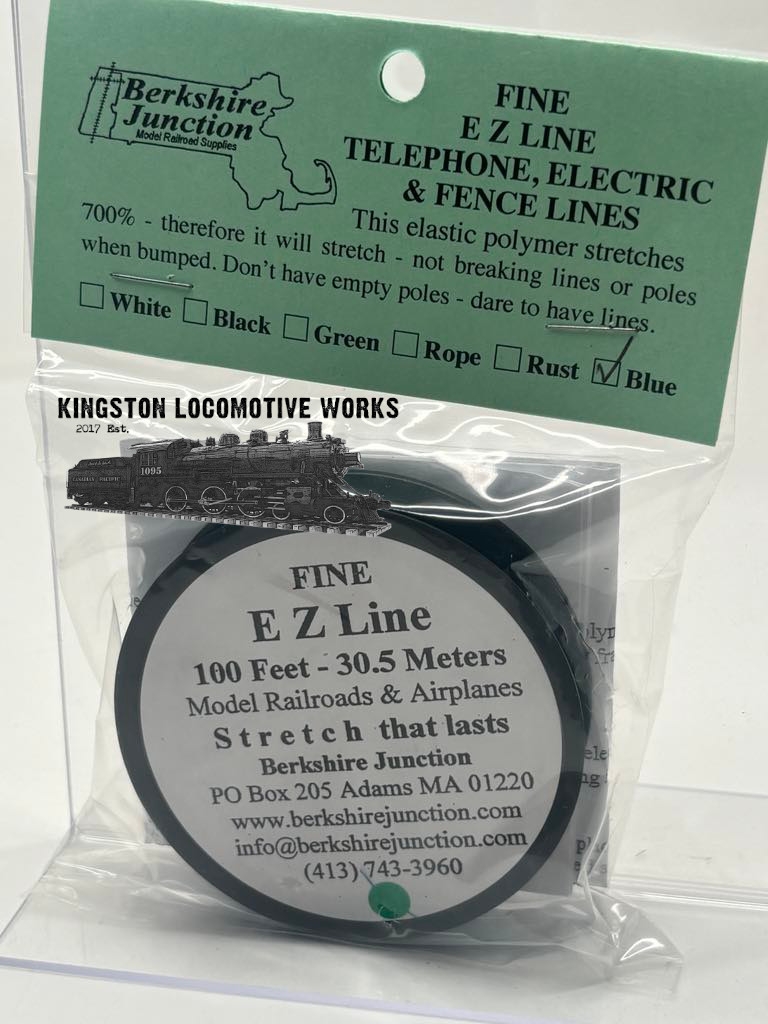 Berkshire
Junction
Model Railroad Supplies
FINE
E Z LINE
TELEPHONE, ELECTRIC
& FENCE LINES
This elastic polymer stretches
700% - therefore it will stretch - not breaking lines or poles
when bumped. Don't have empty poles - dare to have lines.
White Black Green Rope Rust Blue
KINGSTON LOCOMOTIVE WORKS
2017 Est.
1095
CANADIAN PACIFIC
FINE
E Z Line
100 Feet - 30.5 Meters
Model Railroads & Airplanes
Stretch that lasts
Berkshire Junction
PO Box 205 Adams MA 01220
www.berkshirejunction.com
info@berkshirejunction.com
(413) 743-3960